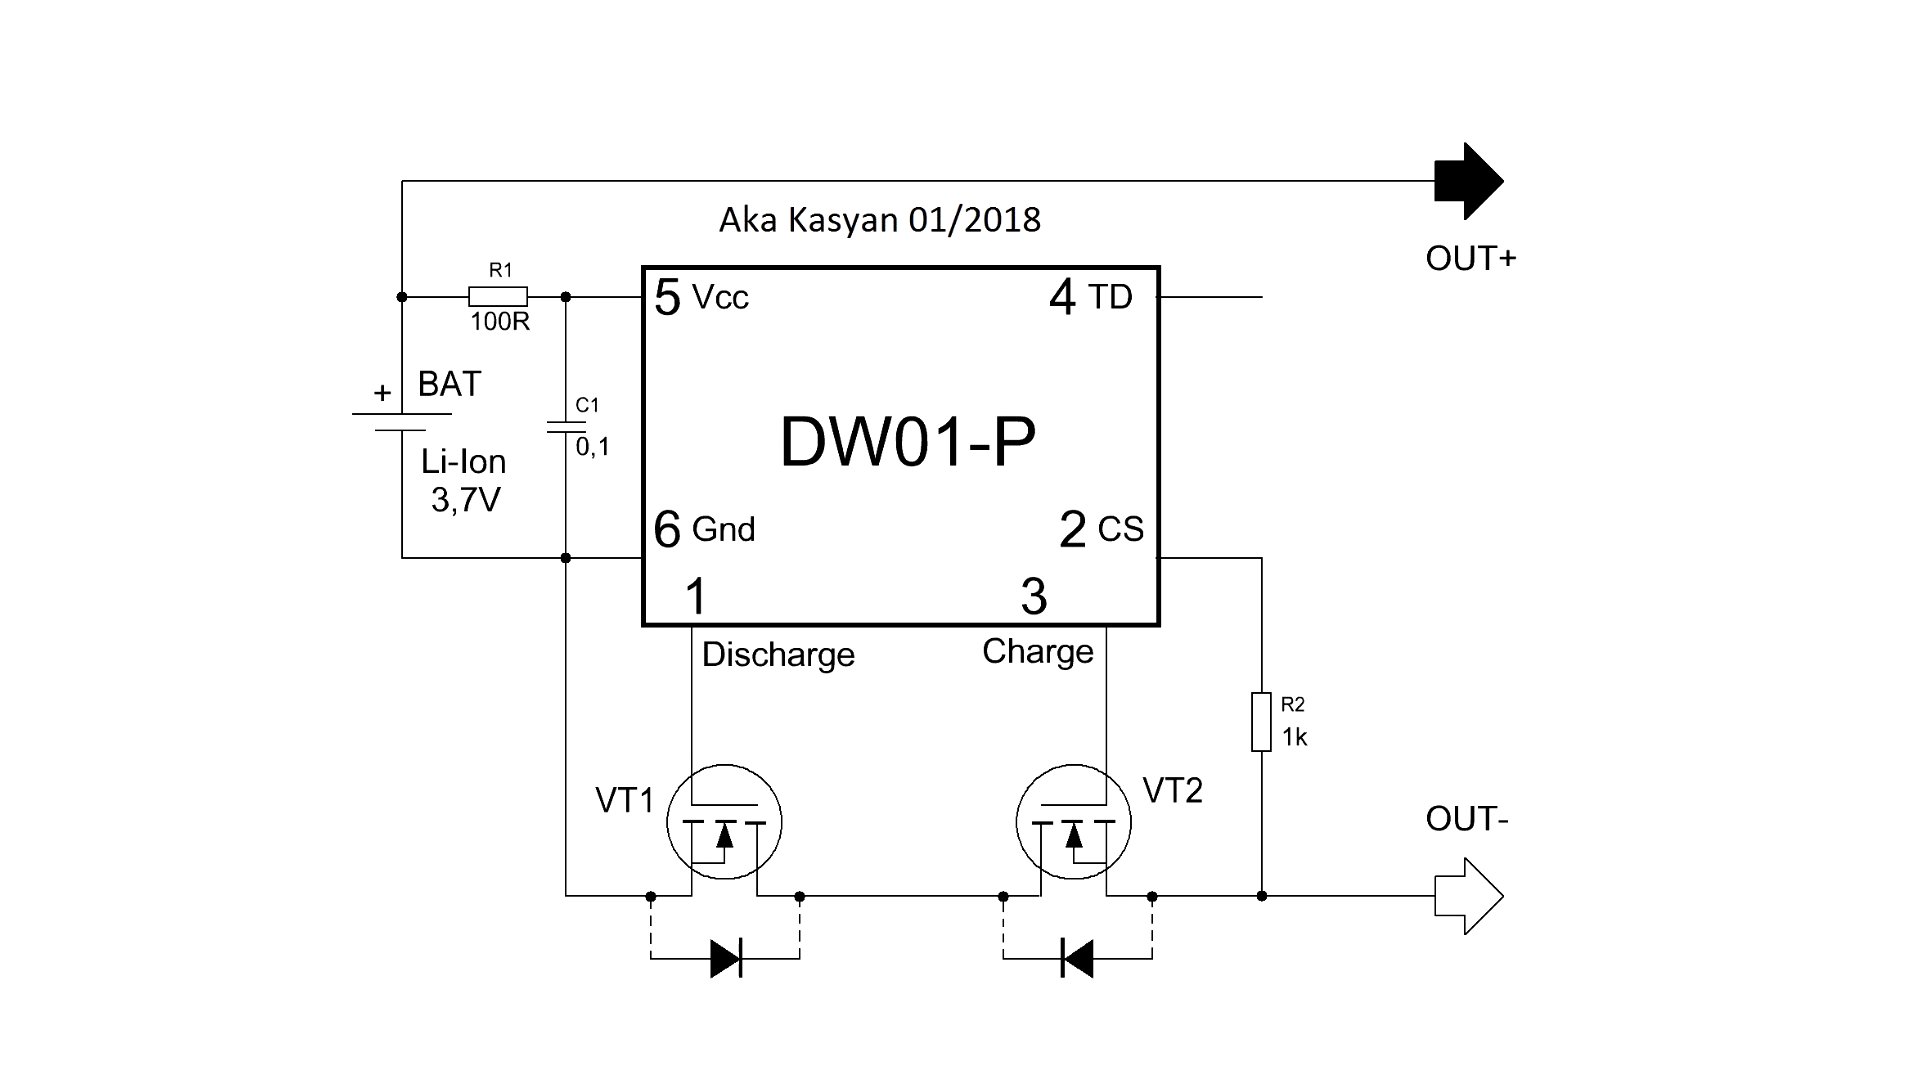 Aka Kasyan 01/2018
OUT+
R1
100R
5 Vcc
4 TD
+ BAT
C1
0,1
Li-Ion
3,7V
DW01-P
6 Gnd
2 CS
1
3
Discharge
Charge
R2
1k
VT1
VT2
OUT-